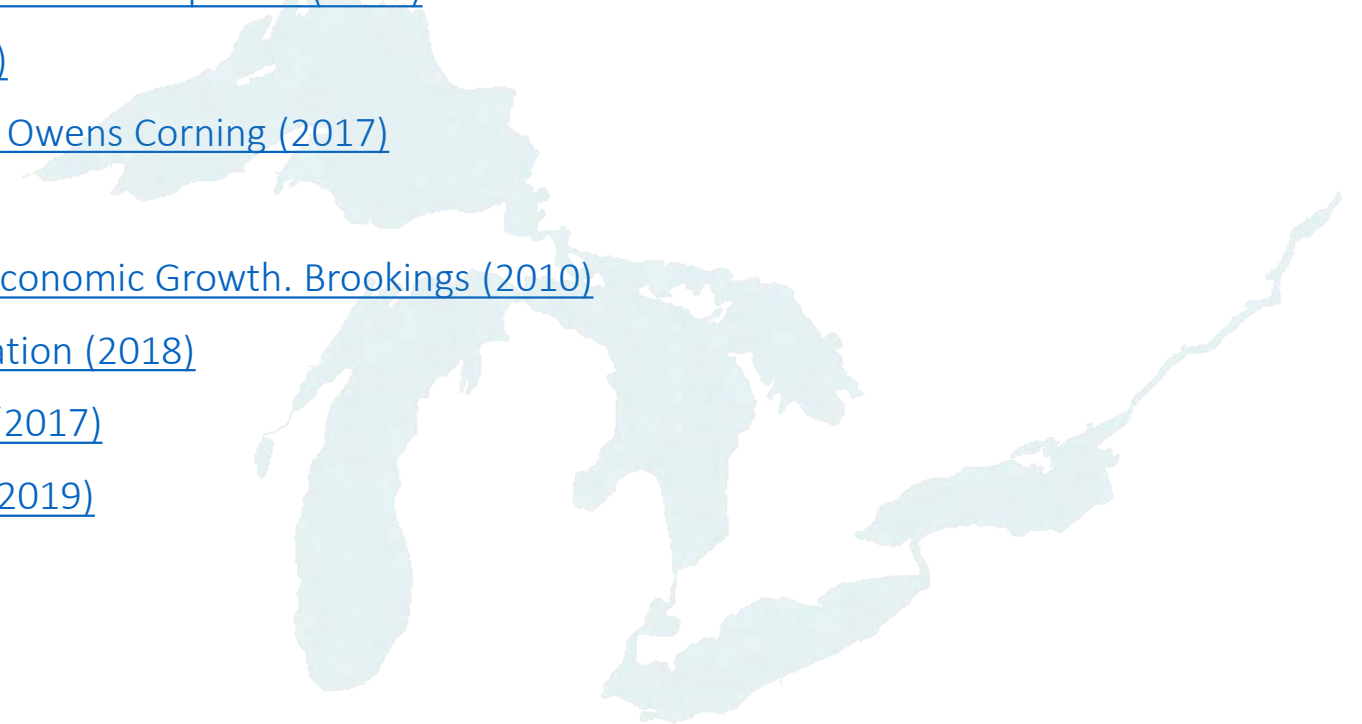 )
Owens Corning (2017)
conomic Growth. Brookings (2010)
ation (2018)
2017)
2019)